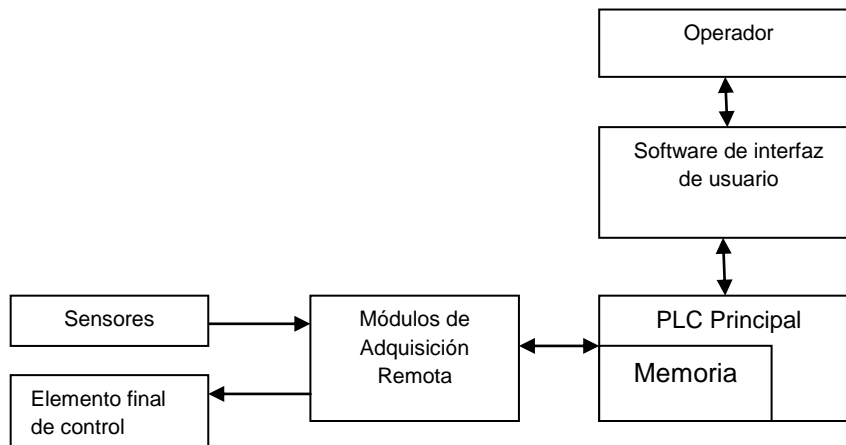 Operador
Software de interfaz
de usuario
Sensores
Módulos de
Adquisición
Remota
PLC Principal
Memoria
Elemento final
de control